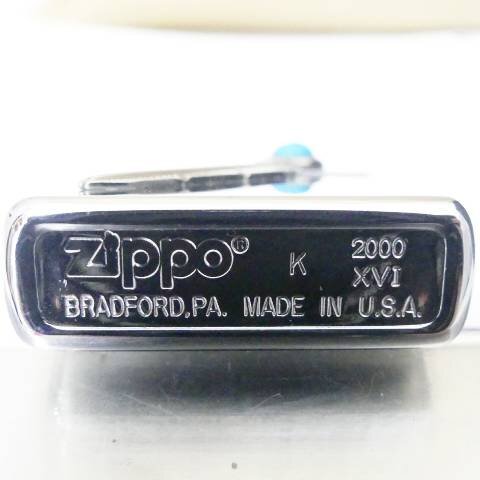 Zippo® K 2000
XVI
BRADFORD,PA. MADE IN U.S.A.